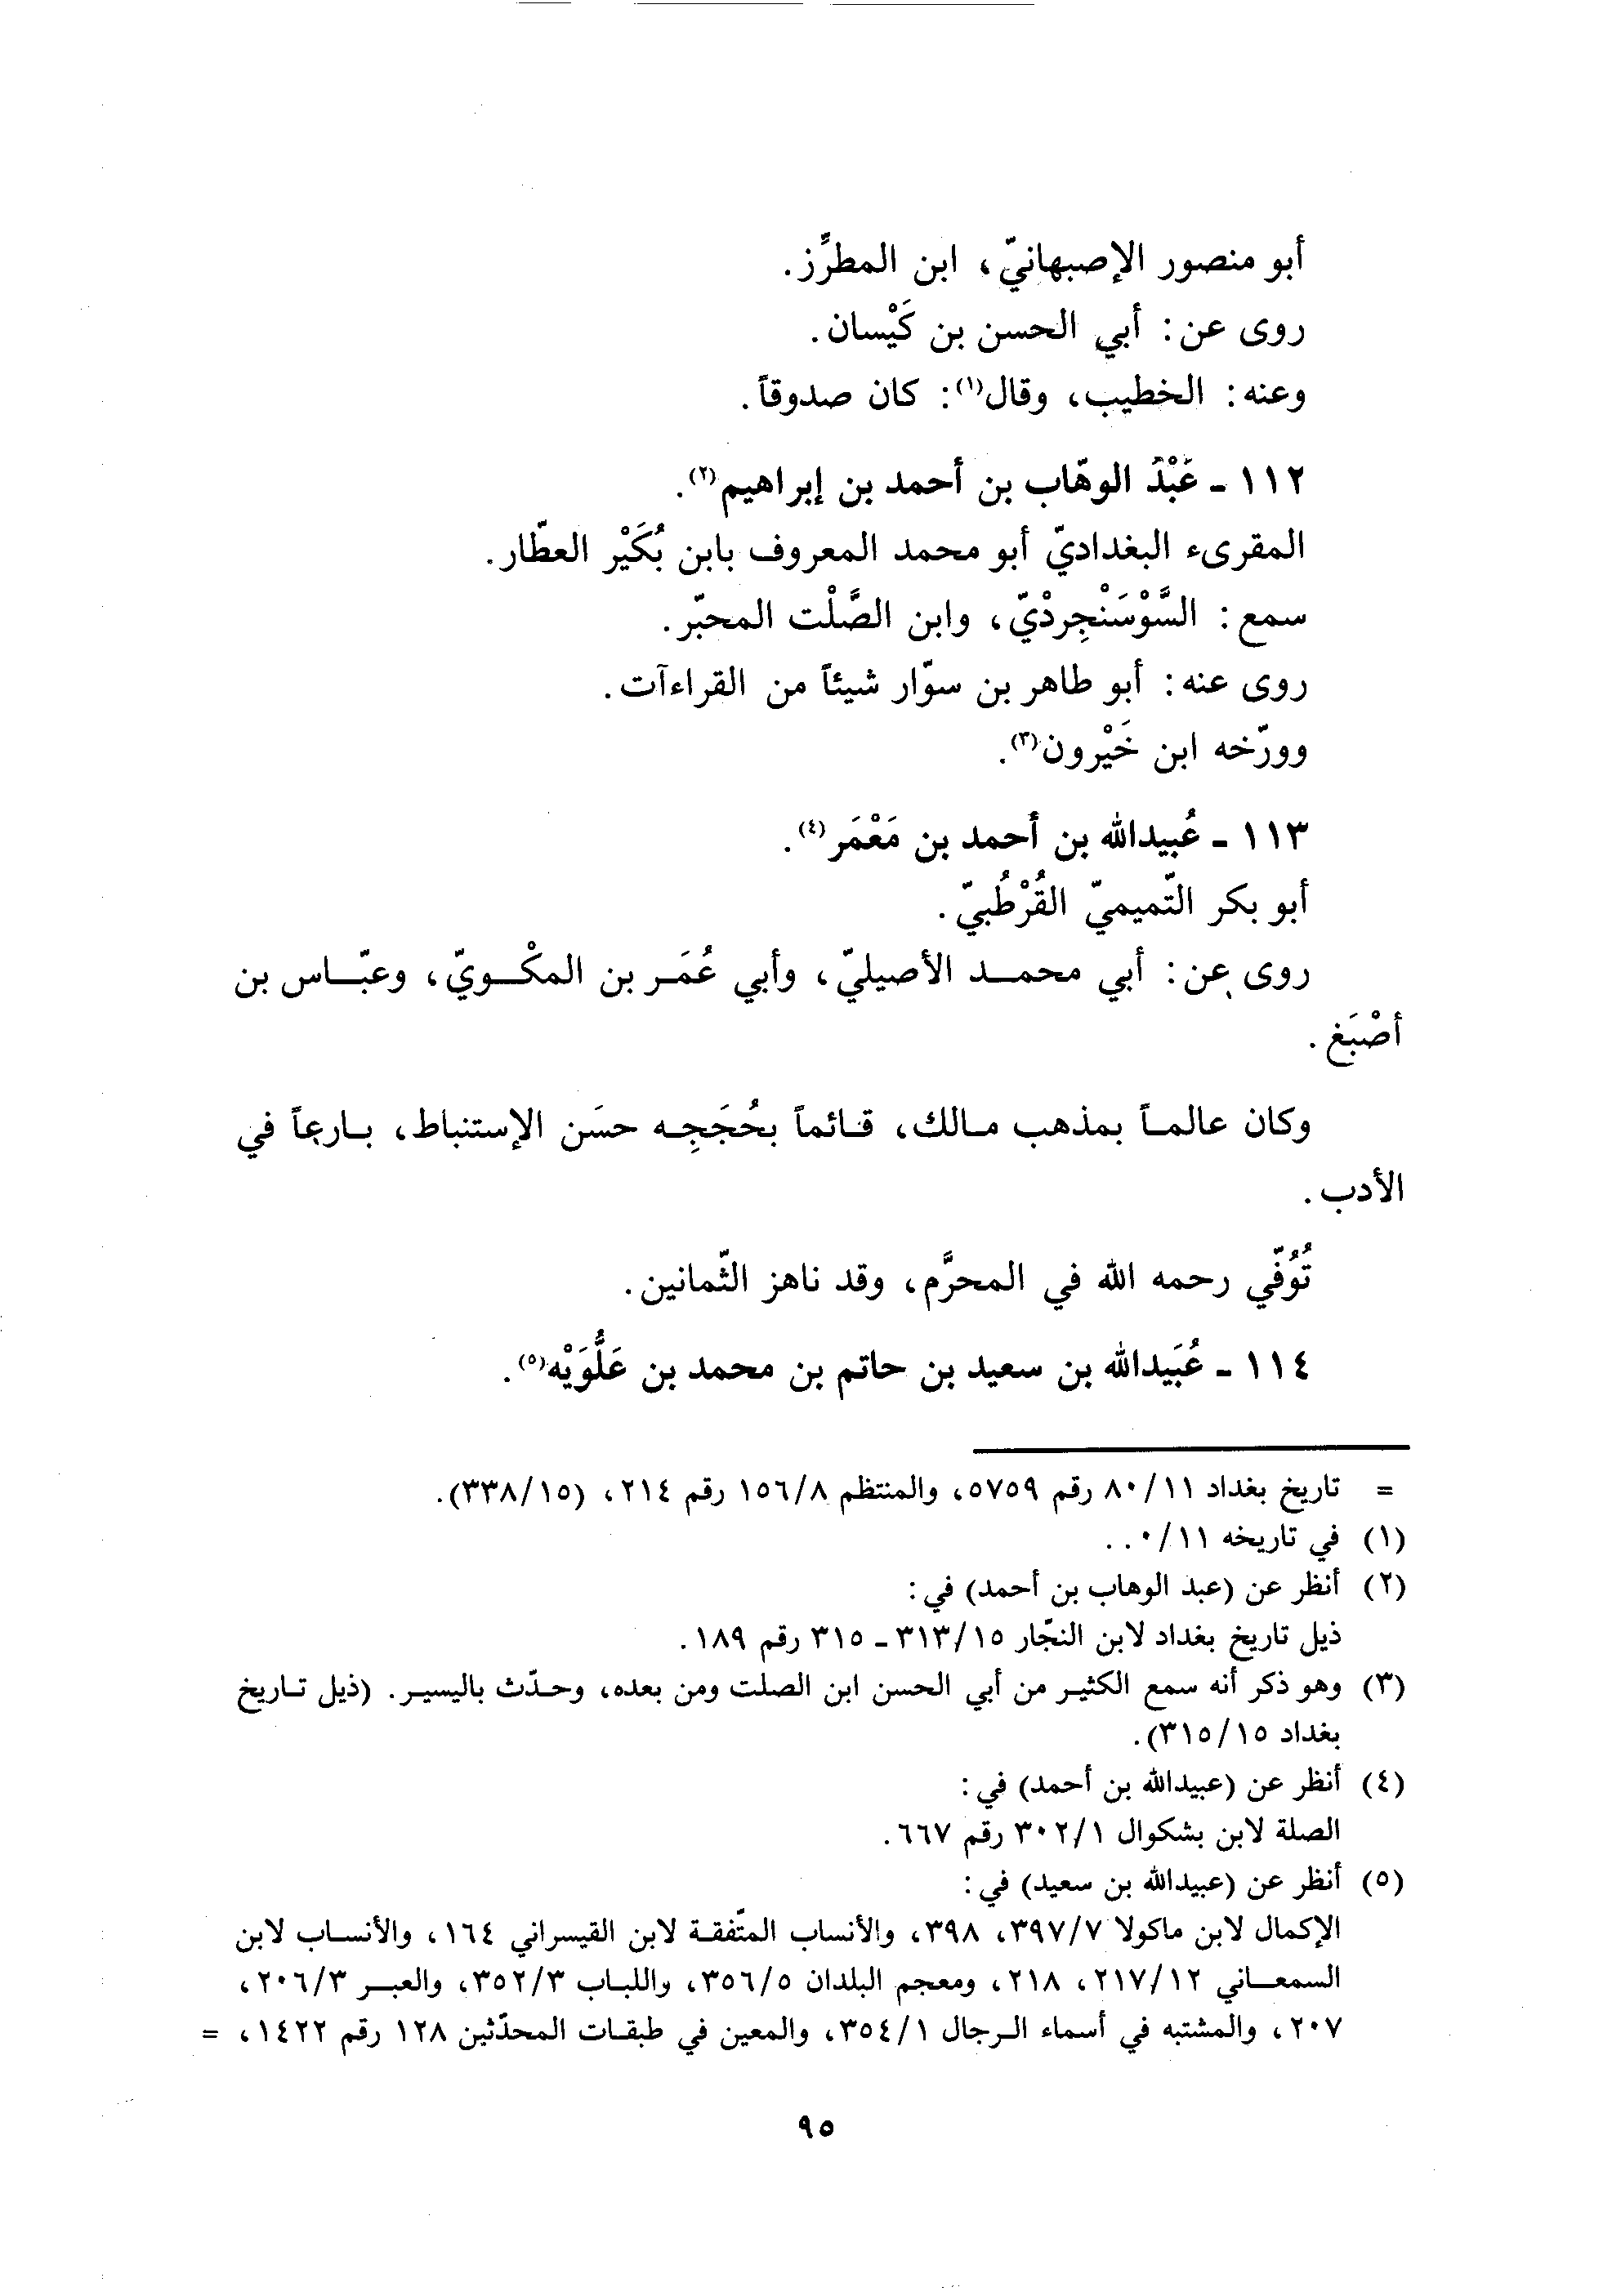 أبو منصور الإصبهانيّ، ابن المطرِّز.
روى عن: أبي الحسن بن كَيْسان.
وعنه: الخطيب، وقال(١): كان صدوقاً.
١١٢ ـ عَبْدُ الوهّاب بن أحمد بن إبراهيم(٢).
المقرىء البغداديّ أبو محمد المعروف بابن بُكَيْر العطّار.
سمع: السَّوْسَنْجِردْيّ، وابن الصَّلْت المحبّر.
روى عنه: أبو طاهر بن سوّار شيئاً من القراءآت.
وورّخه ابن خَيْرون(٣).
١١٣ ـ عُبيدالله بن أحمد بن مَعْمَر(٤).
أبو بكر التّميميّ القُرْطُبيّ.
روى عن: أبي محمد الأصيليّ، وأبي عُمَر بن المكْويّ، وعبّاس بن
أصْبَغ.
وكان عالماً بمذهب مالك، قائماً بحُجَجِه حسَن الإستنباط، بارعاً في
الأدب.
تُوُفّي رحمه الله في المحرَّم، وقد ناهز الثّمانين.
١١٤ ـ عُبَيدالله بن سعيد بن حاتم بن محمد بن عَلُّوَيْه(٥).
= تاريخ بغداد ٨٠/١١ رقم ٥٧٥٩، والمنتظم ١٥٦/٨ رقم ٢١٤، (٣٣٨/١٥).
(١) في تاريخه ٠/١١..
(٢) أنظر عن (عبد الوهاب بن أحمد) في:
ذيل تاريخ بغداد لابن النجّار ٣١٣/١٥ ـ ٣١٥ رقم ١٨٩.
(٣) وهو ذكر أنه سمع الكثير من أبي الحسن ابن الصلت ومن بعده، وحدّث باليسير. (ذيل تاريخ
بغداد ٣١٥/١٥).
(٤) أنظر عن (عبيدالله بن أحمد) في:
الصلة لابن بشكوال ٣٠٢/١ رقم ٦٦٧.
(٥) أنظر عن (عبيدالله بن سعيد) في:
الإكمال لابن ماكولا ٣٩٧/٧، ٣٩٨، والأنساب المتّفقة لابن القيسراني ١٦٤، والأنساب لابن
السمعاني ٢١٧/١٢، ٢١٨، ومعجم البلدان ٣٥٦/٥، واللباب ٣٥٢/٣، والعبر ٢٠٦/٣،
٢٠٧، والمشتبه في أسماء الرجال ٣٥٤/١، والمعين في طبقات المحدّثين ١٢٨ رقم ١٤٢٢، =
٩٥